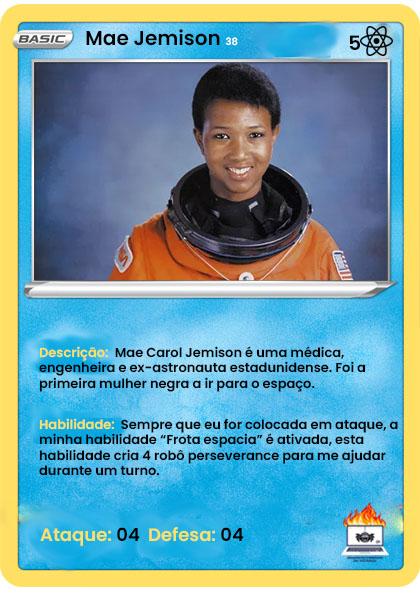 BASIC Mae Jemison 38 5
Descrição: Mae Carol Jemison é uma médica,
engenheira e ex-astronauta estadunidense. Foi a
primeira mulher negra a ir para o espaço.
Habilidade: Sempre que eu for colocada em ataque, a
minha habilidade “Frota espacia” é ativada, esta
habilidade cria 4 robô perseverance para me ajudar
durante um turno.
Ataque: 04 Defesa: 04